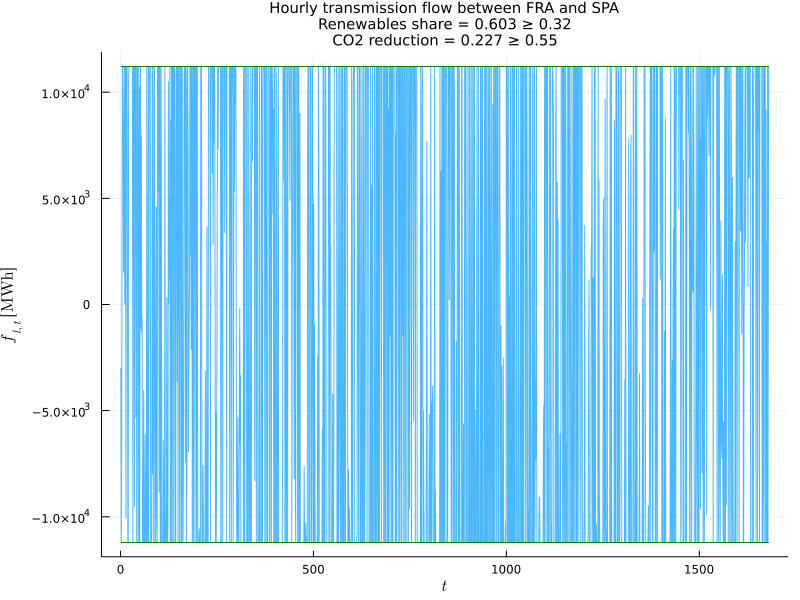 Hourly transmission flow between FRA and SPA
Renewables share = 0.603 ≥ 0.32
CO2 reduction = 0.227 ≥ 0.55
1.0×10⁴
5.0×10³
0
−5.0×10³
−1.0×10⁴
f_{l,t} [MWh]
0 500 1000 1500
t